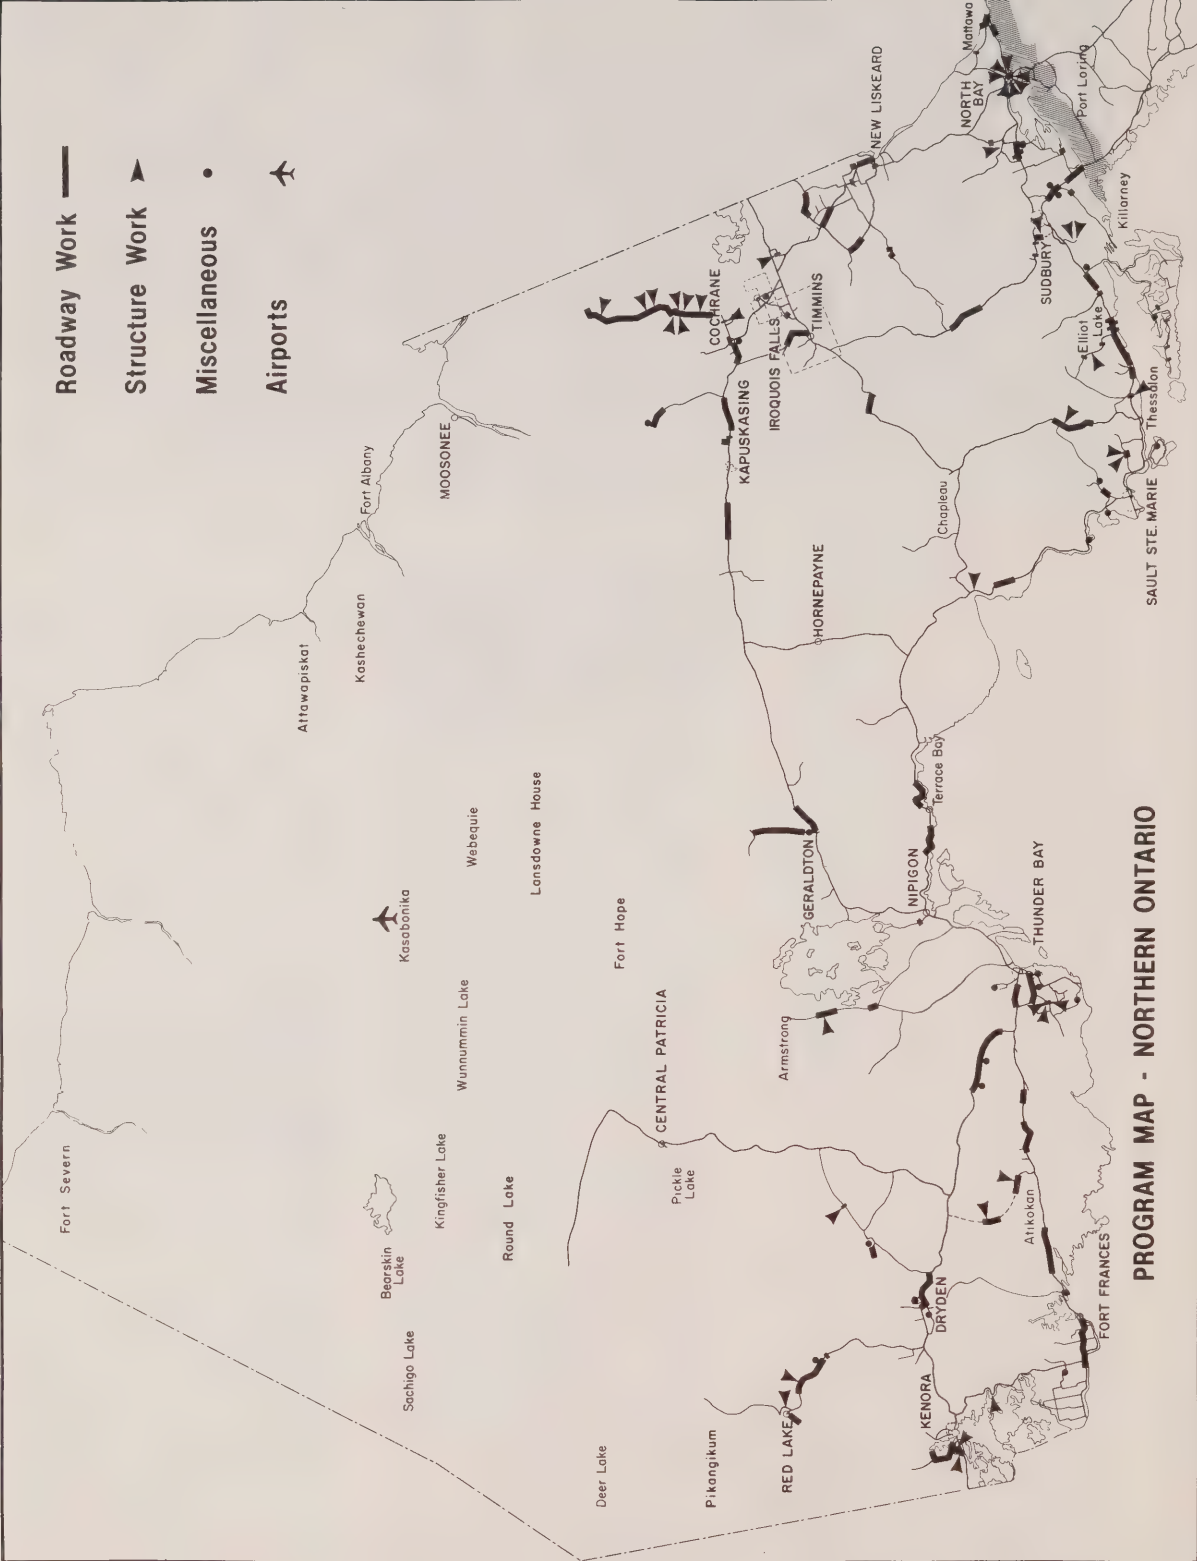 Roadway Work
Structure Work
Miscellaneous
Airports
Fort Severn
Bearskin
Lake
Sachigo Lake
Kingfisher Lake
Wunnummin Lake
Kasabonika
Webequie
Lansdowne House
Round Lake
Fort Hope
Attawapiskat
Kashechewan
Fort Albany
MOOSONEE
Deer Lake
Pikangikum
RED LAKE
Pickle
Lake
CENTRAL PATRICIA
Armstrong
GERALDTON
NIPIGON
Terrace Bay
HORNEPAYNE
KAPUSKASING
COCHRANE
IROQUOIS FALLS
TIMMINS
NEW LISKEARD
Chapleau
KENORA
DRYDEN
Atikokan
FORT FRANCES
THUNDER BAY
SAULT STE. MARIE
Thessalon
Elliot
Lake
SUDBURY
Killarney
NORTH
BAY
Mattawa
Port Loring
PROGRAM MAP - NORTHERN ONTARIO